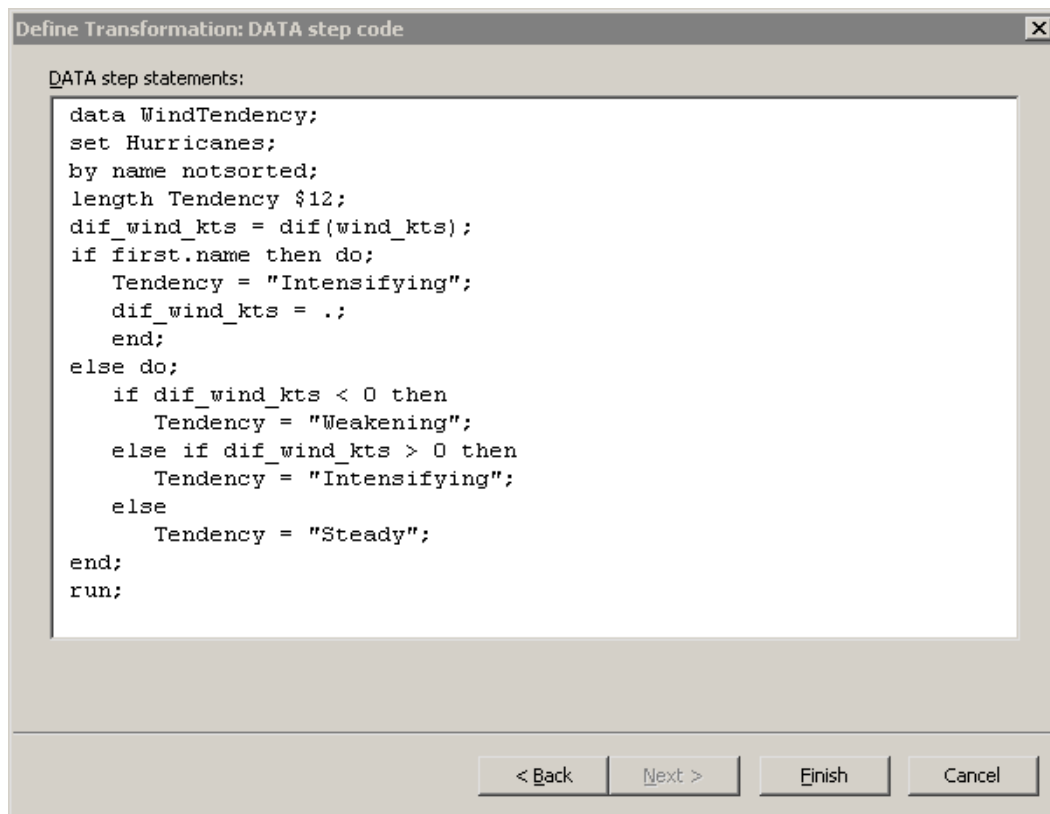 Define Transformation: DATA step code
DATA step statements:
data WindTendency;
set Hurricanes;
by name notsorted;
length Tendency $12;
dif_wind_kts = dif(wind_kts);
if first.name then do;
   Tendency = "Intensifying";
   dif_wind_kts = .;
   end;
else do;
   if dif_wind_kts < 0 then
      Tendency = "Weakening";
   else if dif_wind_kts > 0 then
      Tendency = "Intensifying";
   else
      Tendency = "Steady";
end;
run;
< Back Next > Finish Cancel